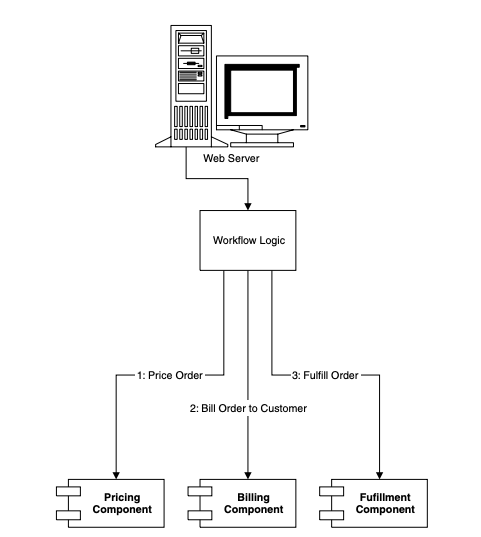 Web Server
Workflow Logic
1: Price Order
3: Fulfill Order
2: Bill Order to Customer
Pricing
Component
Billing
Component
Fufillment
Component